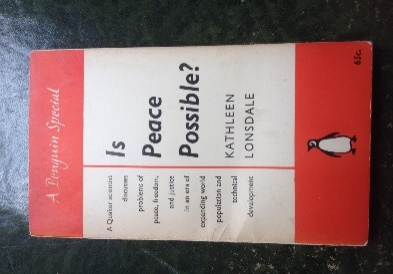 A Penguin Special
A Quaker scientist
discusses
problems of
peace, freedom,
and justice
in an era of
expanding world
population and
technical
development
Is
Peace
Possible?
KATHLEEN
LONSDALE
65c.